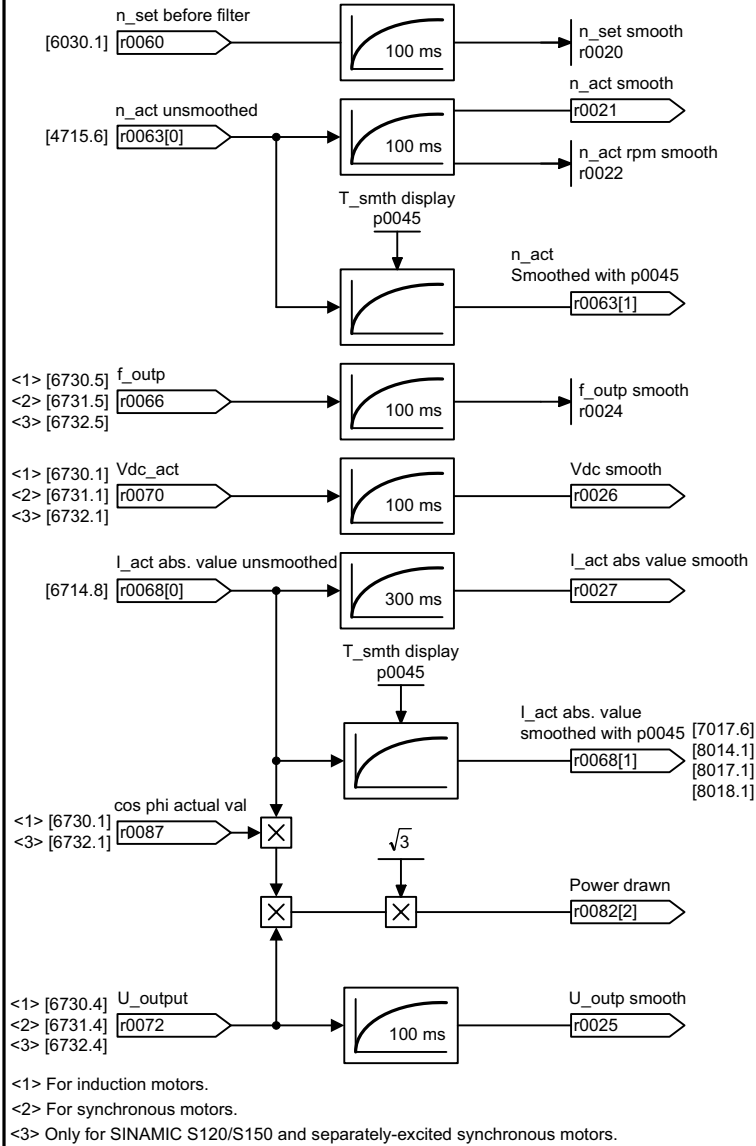 n_set before filter
[6030.1] r0060
100 ms
n_set smooth
r0020
n_act unsmoothed
[4715.6] r0063[0]
100 ms
n_act smooth
r0021
n_act rpm smooth
r0022
T_smth display
p0045
n_act
Smoothed with p0045
r0063[1]
<1> [6730.5] f_outp
<2> [6731.5] r0066
<3> [6732.5]
100 ms
f_outp smooth
r0024
<1> [6730.1] Vdc_act
<2> [6731.1] r0070
<3> [6732.1]
100 ms
Vdc smooth
r0026
I_act abs. value unsmoothed
[6714.8] r0068[0]
300 ms
I_act abs value smooth
r0027
T_smth display
p0045
I_act abs. value
smoothed with p0045
r0068[1]
[7017.6]
[8014.1]
[8017.1]
[8018.1]
cos phi actual val
<1> [6730.1] r0087
<3> [6732.1]
√3
Power drawn
r0082[2]
<1> [6730.4] U_output
<2> [6731.4] r0072
<3> [6732.4]
100 ms
U_outp smooth
r0025
<1> For induction motors.
<2> For synchronous motors.
<3> Only for SINAMIC S120/S150 and separately-excited synchronous motors.